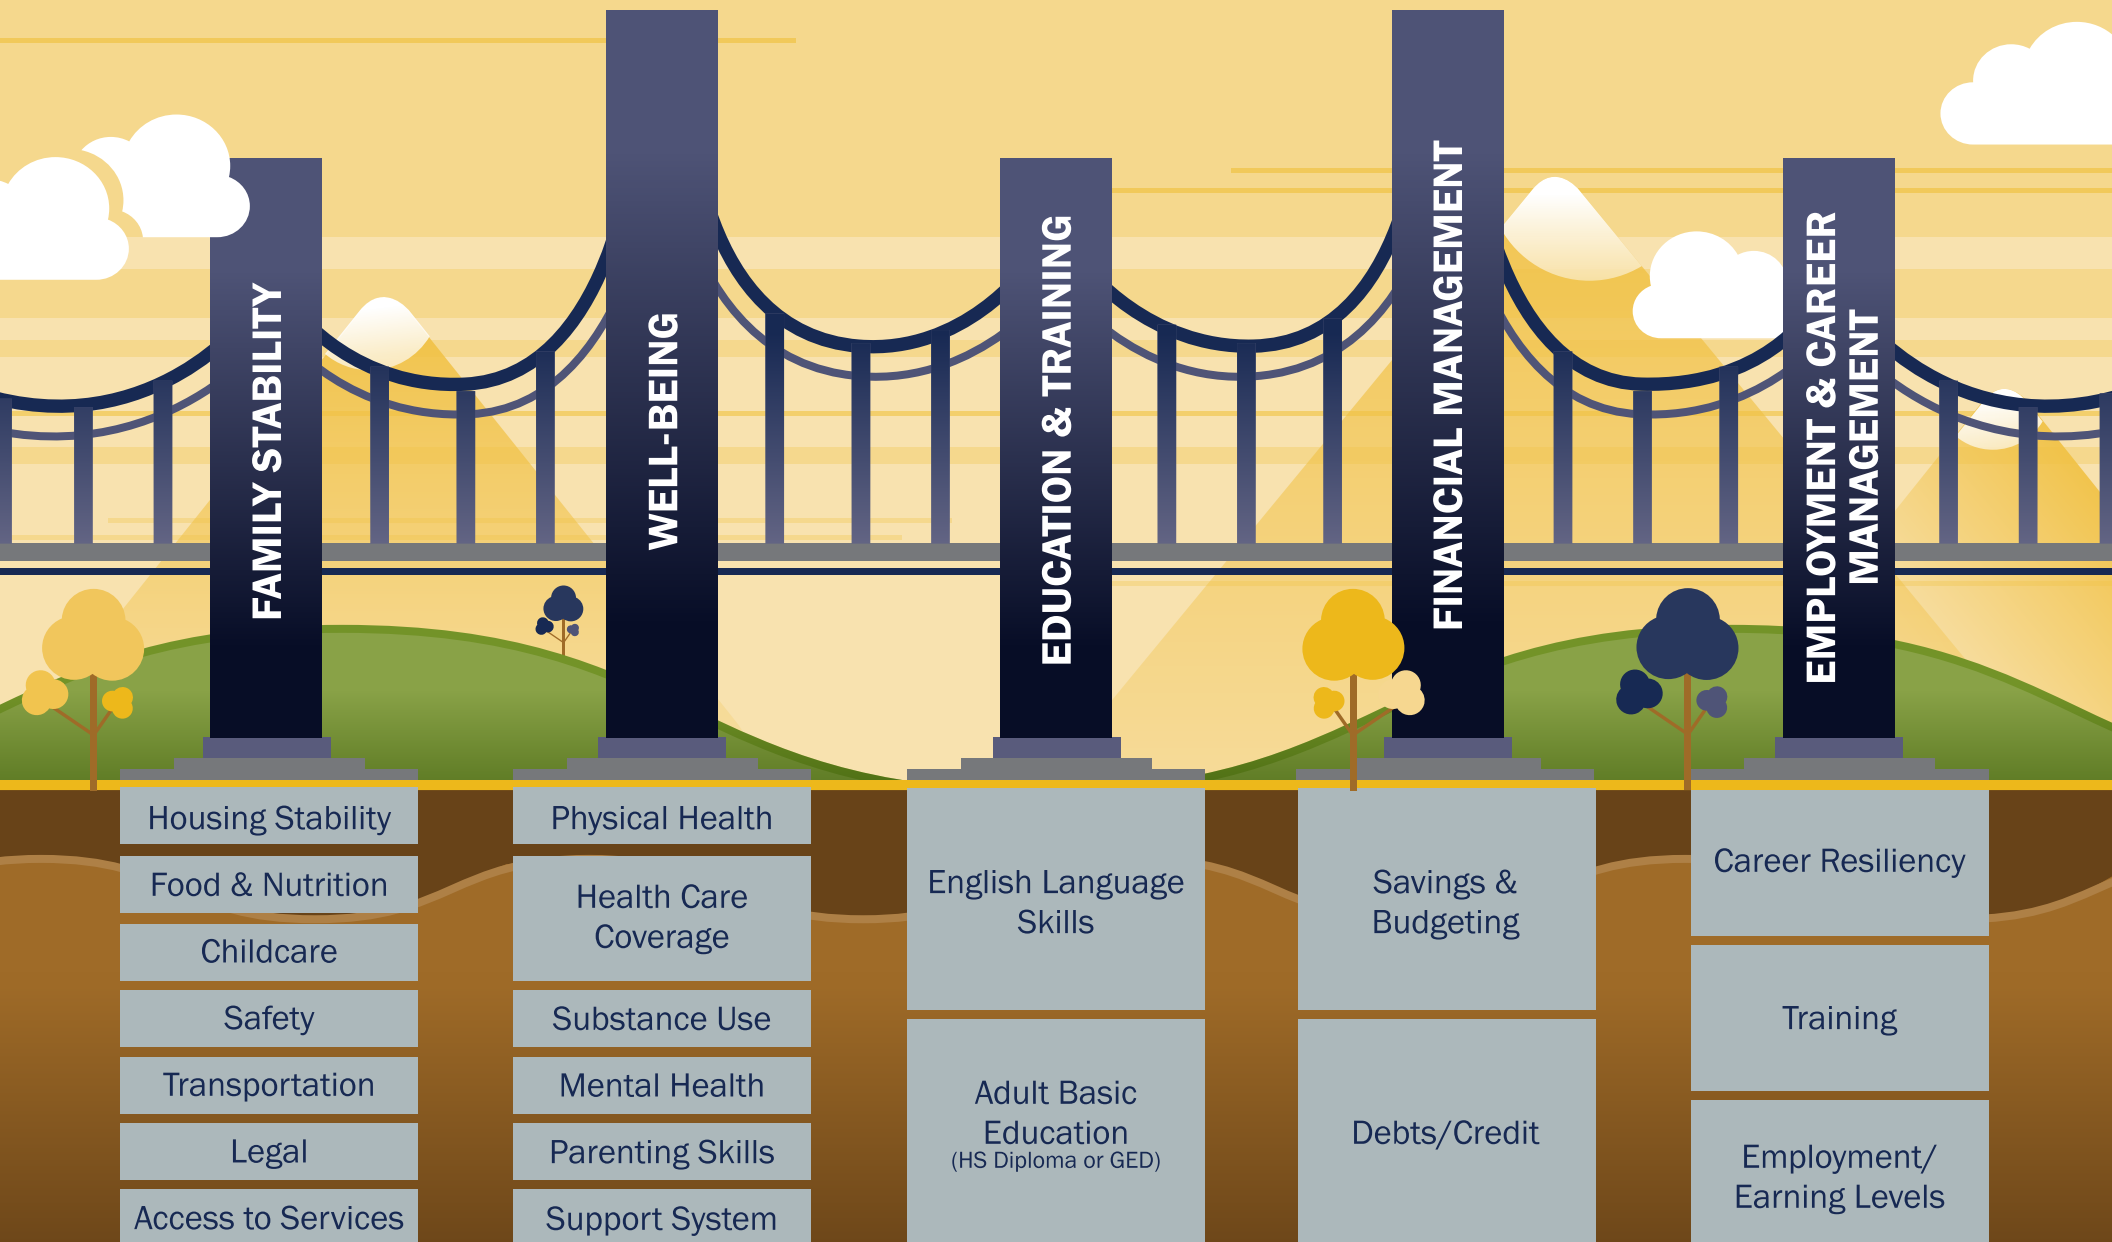 FAMILY STABILITY
WELL-BEING
EDUCATION & TRAINING
FINANCIAL MANAGEMENT
EMPLOYMENT & CAREER
MANAGEMENT
Housing Stability
Food & Nutrition
Childcare
Safety
Transportation
Legal
Access to Services
Physical Health
Health Care
Coverage
Substance Use
Mental Health
Parenting Skills
Support System
English Language
Skills
Adult Basic
Education
(HS Diploma or GED)
Savings &
Budgeting
Debts/Credit
Career Resiliency
Training
Employment/
Earning Levels